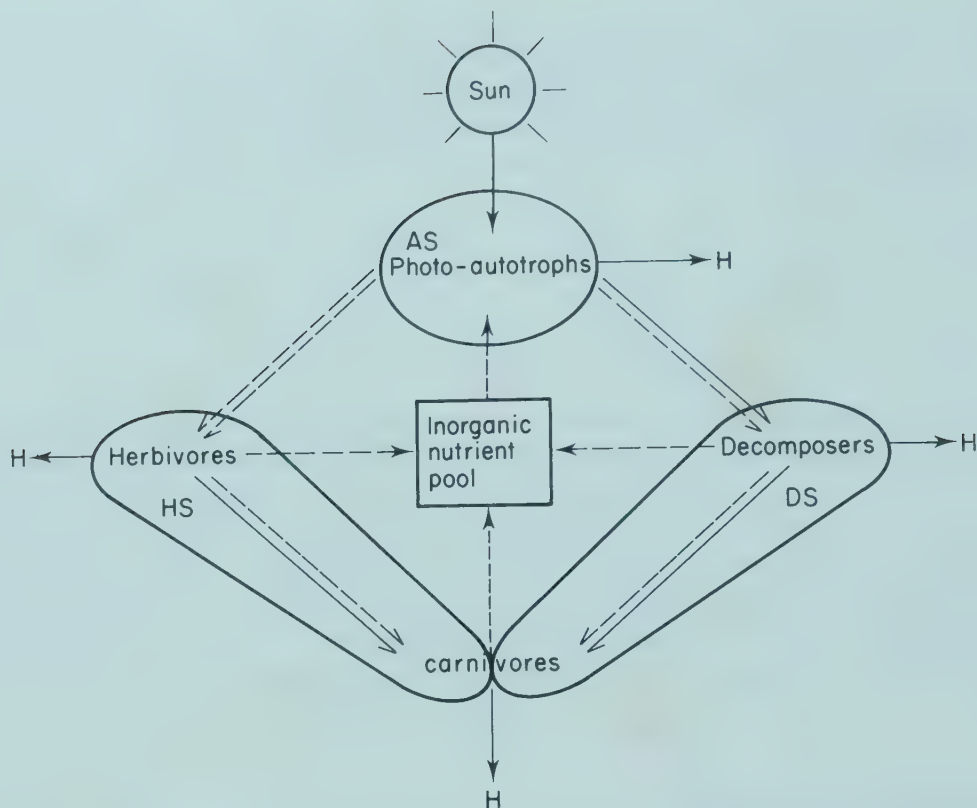 Sun
AS
Photo-autotrophs
H
Inorganic
nutrient
pool
H
Herbivores
HS
Decomposers
H
DS
carnivores
H